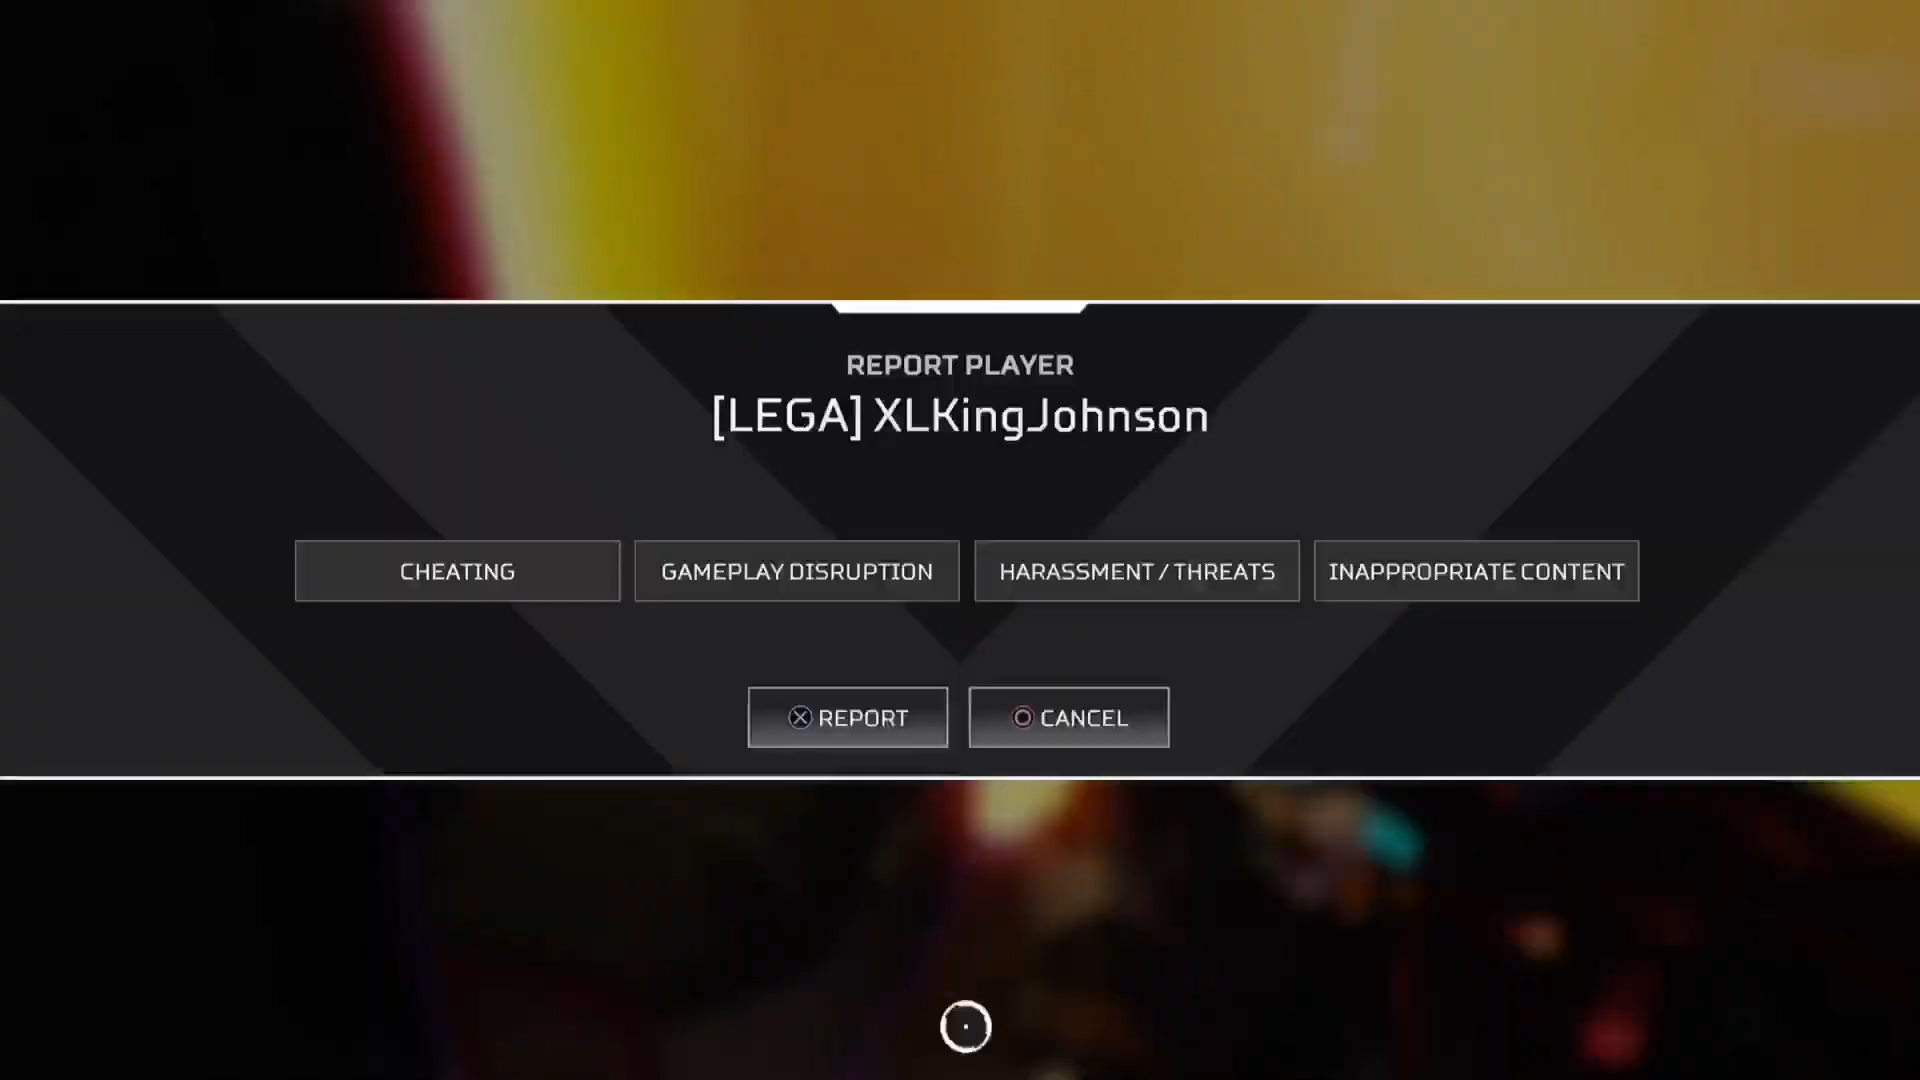 REPORT PLAYER
[LEGA] XLKingJohnson
CHEATING
GAMEPLAY DISRUPTION
HARASSMENT / THREATS
INAPPROPRIATE CONTENT
REPORT
CANCEL